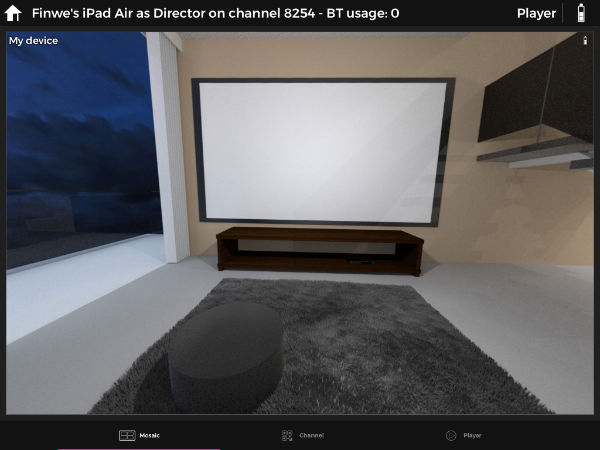 Finwe's iPad Air as Director on channel 8254 - BT usage: 0
Player
My device
Mosaic
Channel
Player